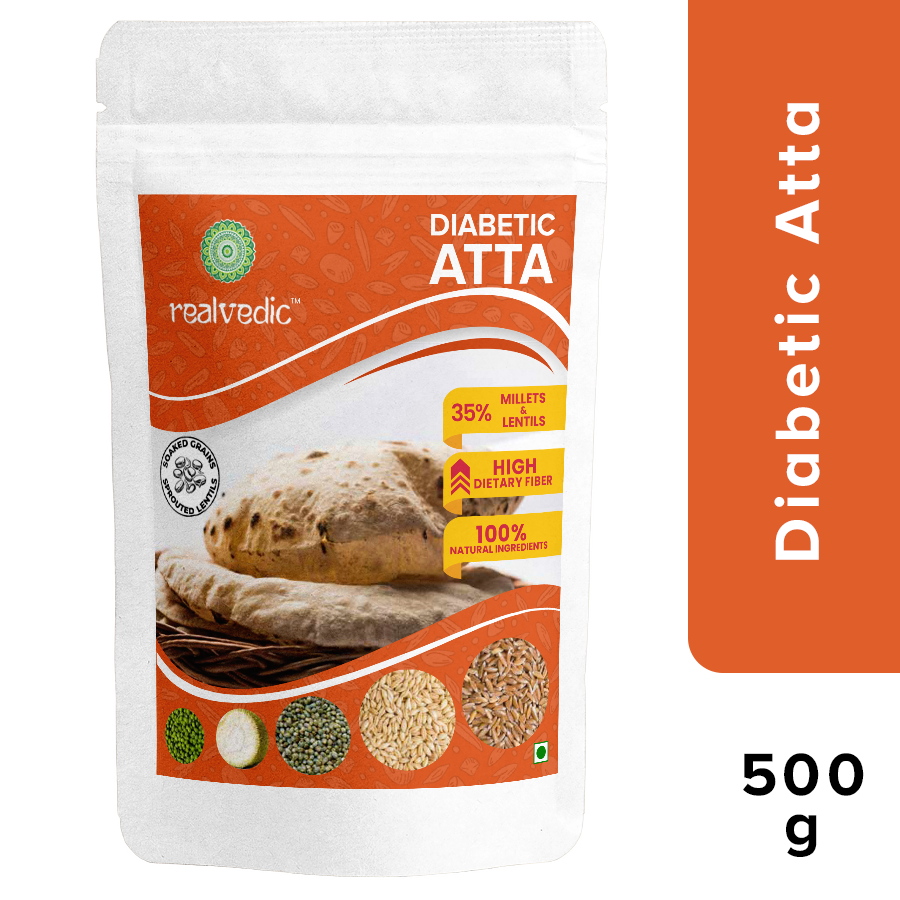 DIABETIC
ATTA
realvedic™
35% MILLETS
&
LENTILS
SOAKED GRAINS
SPROUTED LENTILS
HIGH
DIETARY FIBER
100%
NATURAL INGREDIENTS
Diabetic Atta
500
g